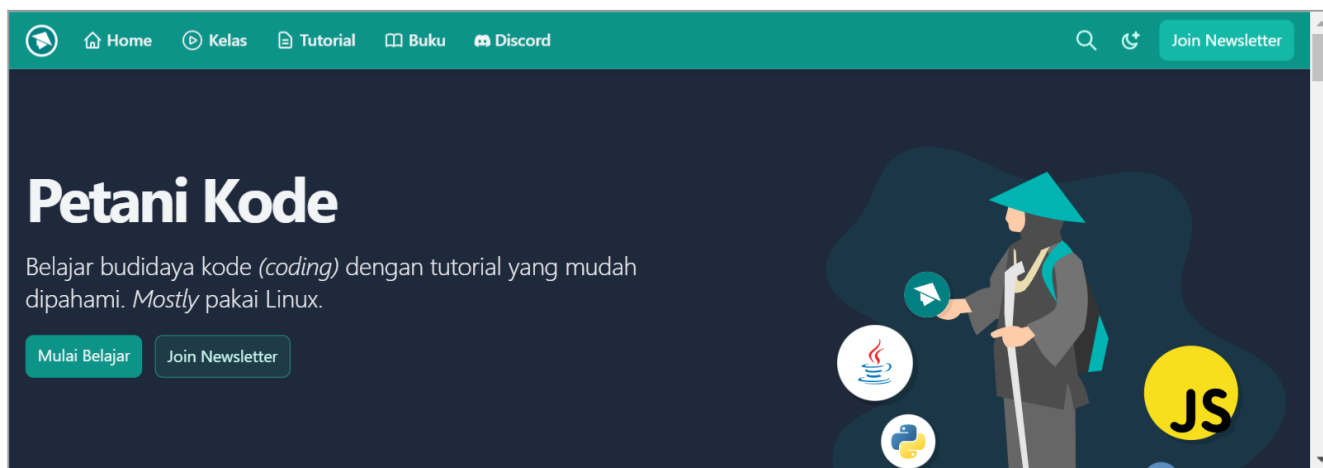 Home Kelas Tutorial Buku Discord Join Newsletter
Petani Kode
Belajar budidaya kode (coding) dengan tutorial yang mudah
dipahami. Mostly pakai Linux.
Mulai Belajar Join Newsletter
JS